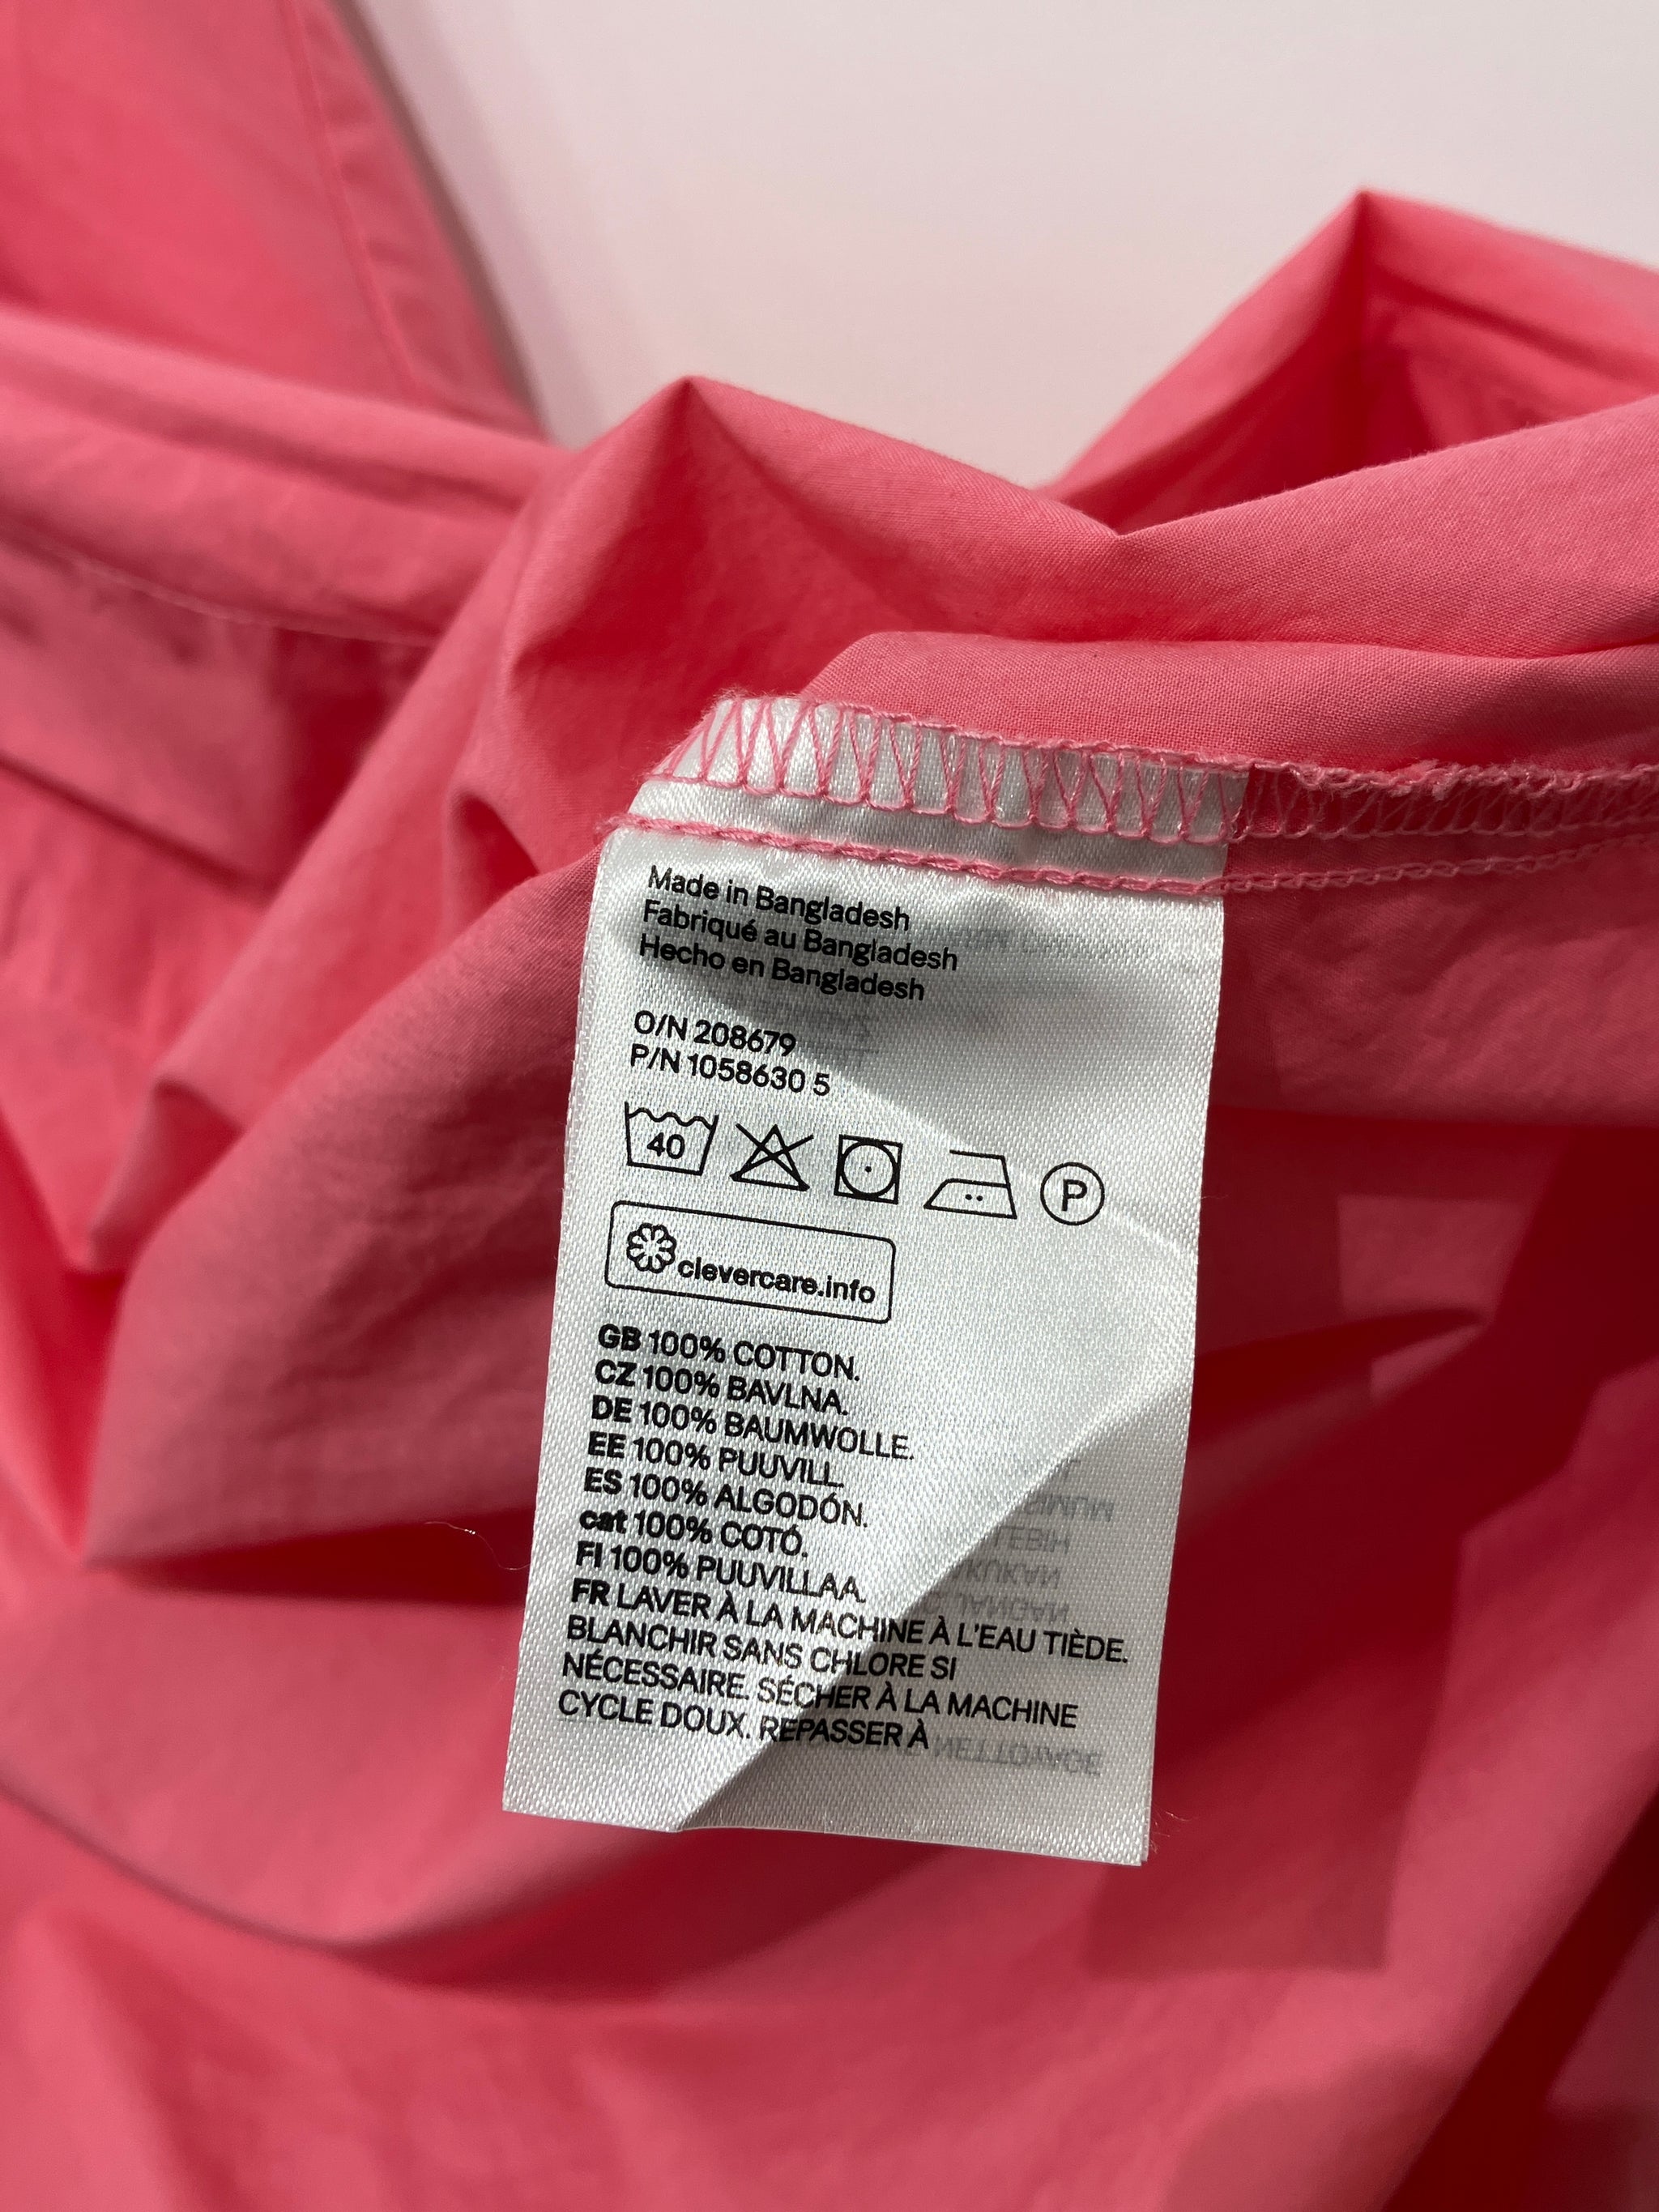 Made in Bangladesh
Fabriqué au Bangladesh
Hecho en Bangladesh
O/N 208679
P/N 1058630 5
40
P
clevercare.info
GB 100% COTTON.
CZ 100% BAVLNA.
DE 100% BAUMWOLLE.
EE 100% PUUVILL.
ES 100% ALGODÓN.
cat 100% COTÓ.
FI 100% PUUVILLAA.
FR LAVER À LA MACHINE À L'EAU TIÈDE.
BLANCHIR SANS CHLORE SI
NÉCESSAIRE. SÉCHER À LA MACHINE
CYCLE DOUX. REPASSER À